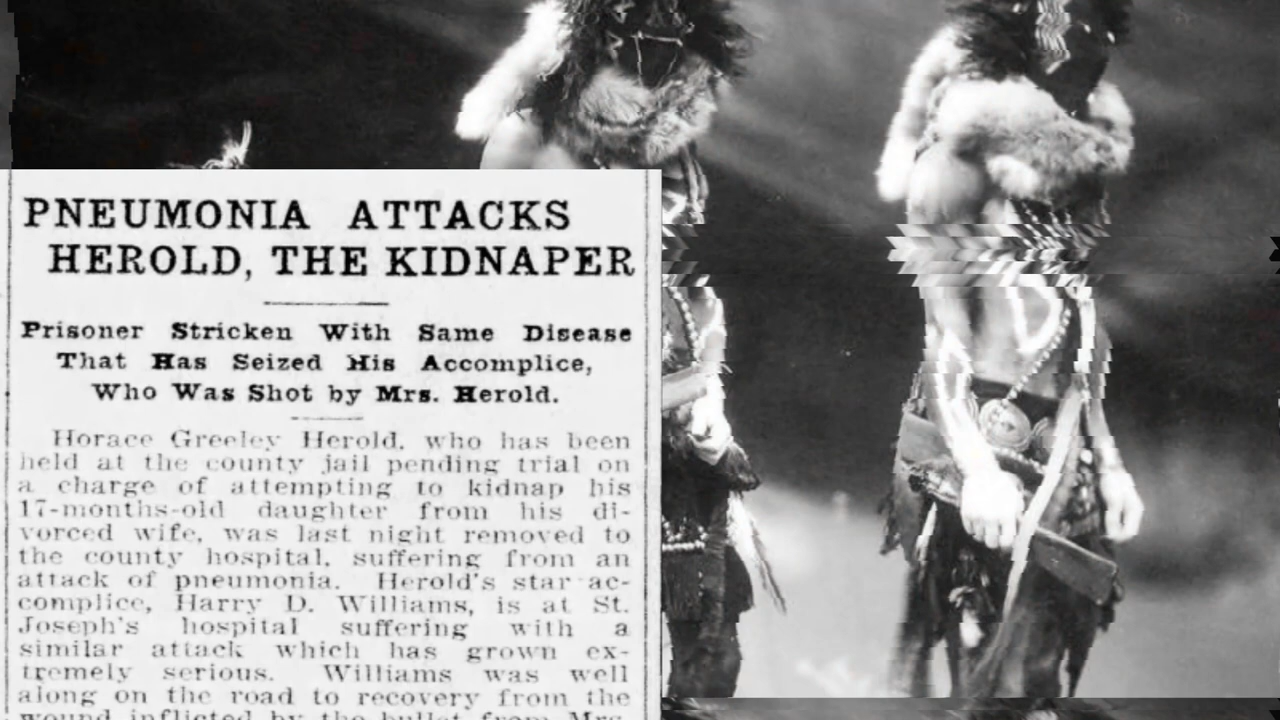 PNEUMONIA ATTACKS
HEROLD, THE KIDNAPER
Prisoner Stricken With Same Disease
That Has Seized His Accomplice,
Who Was Shot by Mrs. Herold.
Horace Greeley Herold, who has been
held at the county jail pending trial on
a charge of attempting to kidnap his
17-months-old daughter from his di-
vorced wife, was last night removed to
the county hospital, suffering from an
attack of pneumonia. Herold's star ac-
complice, Harry D. Williams, is at St.
Joseph's hospital suffering with a
similar attack which has grown ex-
tremely serious. Williams was well
along on the road to recovery from the
wound inflicted by the bullet from Mrs.